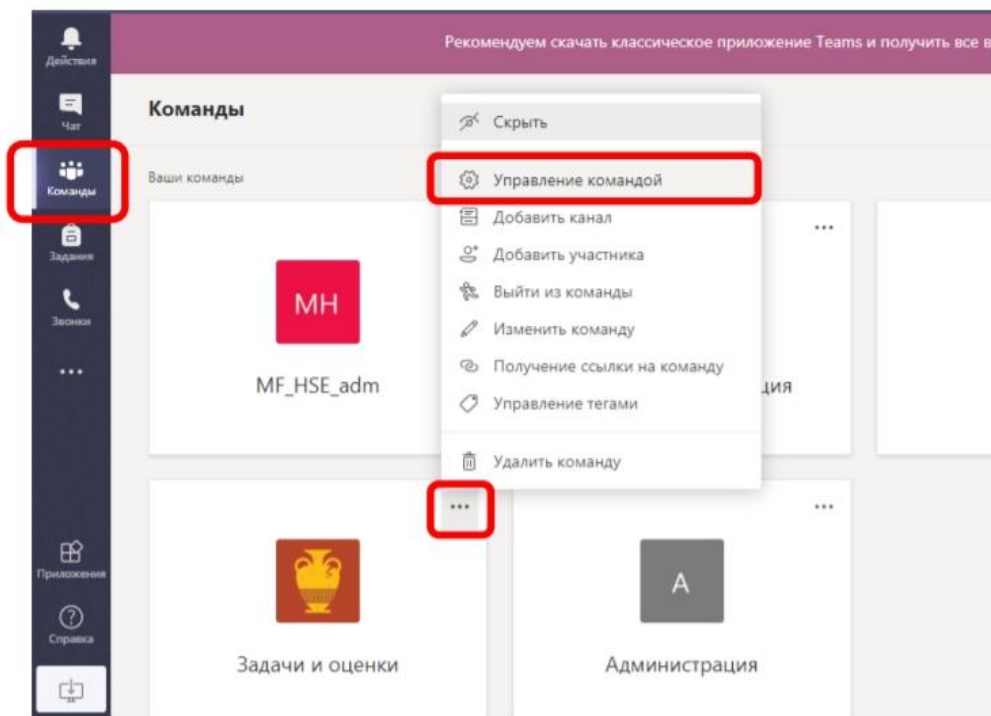 Действия
Чат
Команды
Задания
Звонки
Приложения
Справка
Рекомендуем скачать классическое приложение Teams и получить все в
Команды
Ваши команды
Скрыть
Управление командой
Добавить канал
Добавить участника
Выйти из команды
Изменить команду
Получение ссылки на команду
Управление тегами
Удалить команду
MH
MF_HSE_adm
ция
Задачи и оценки
А
Администрация